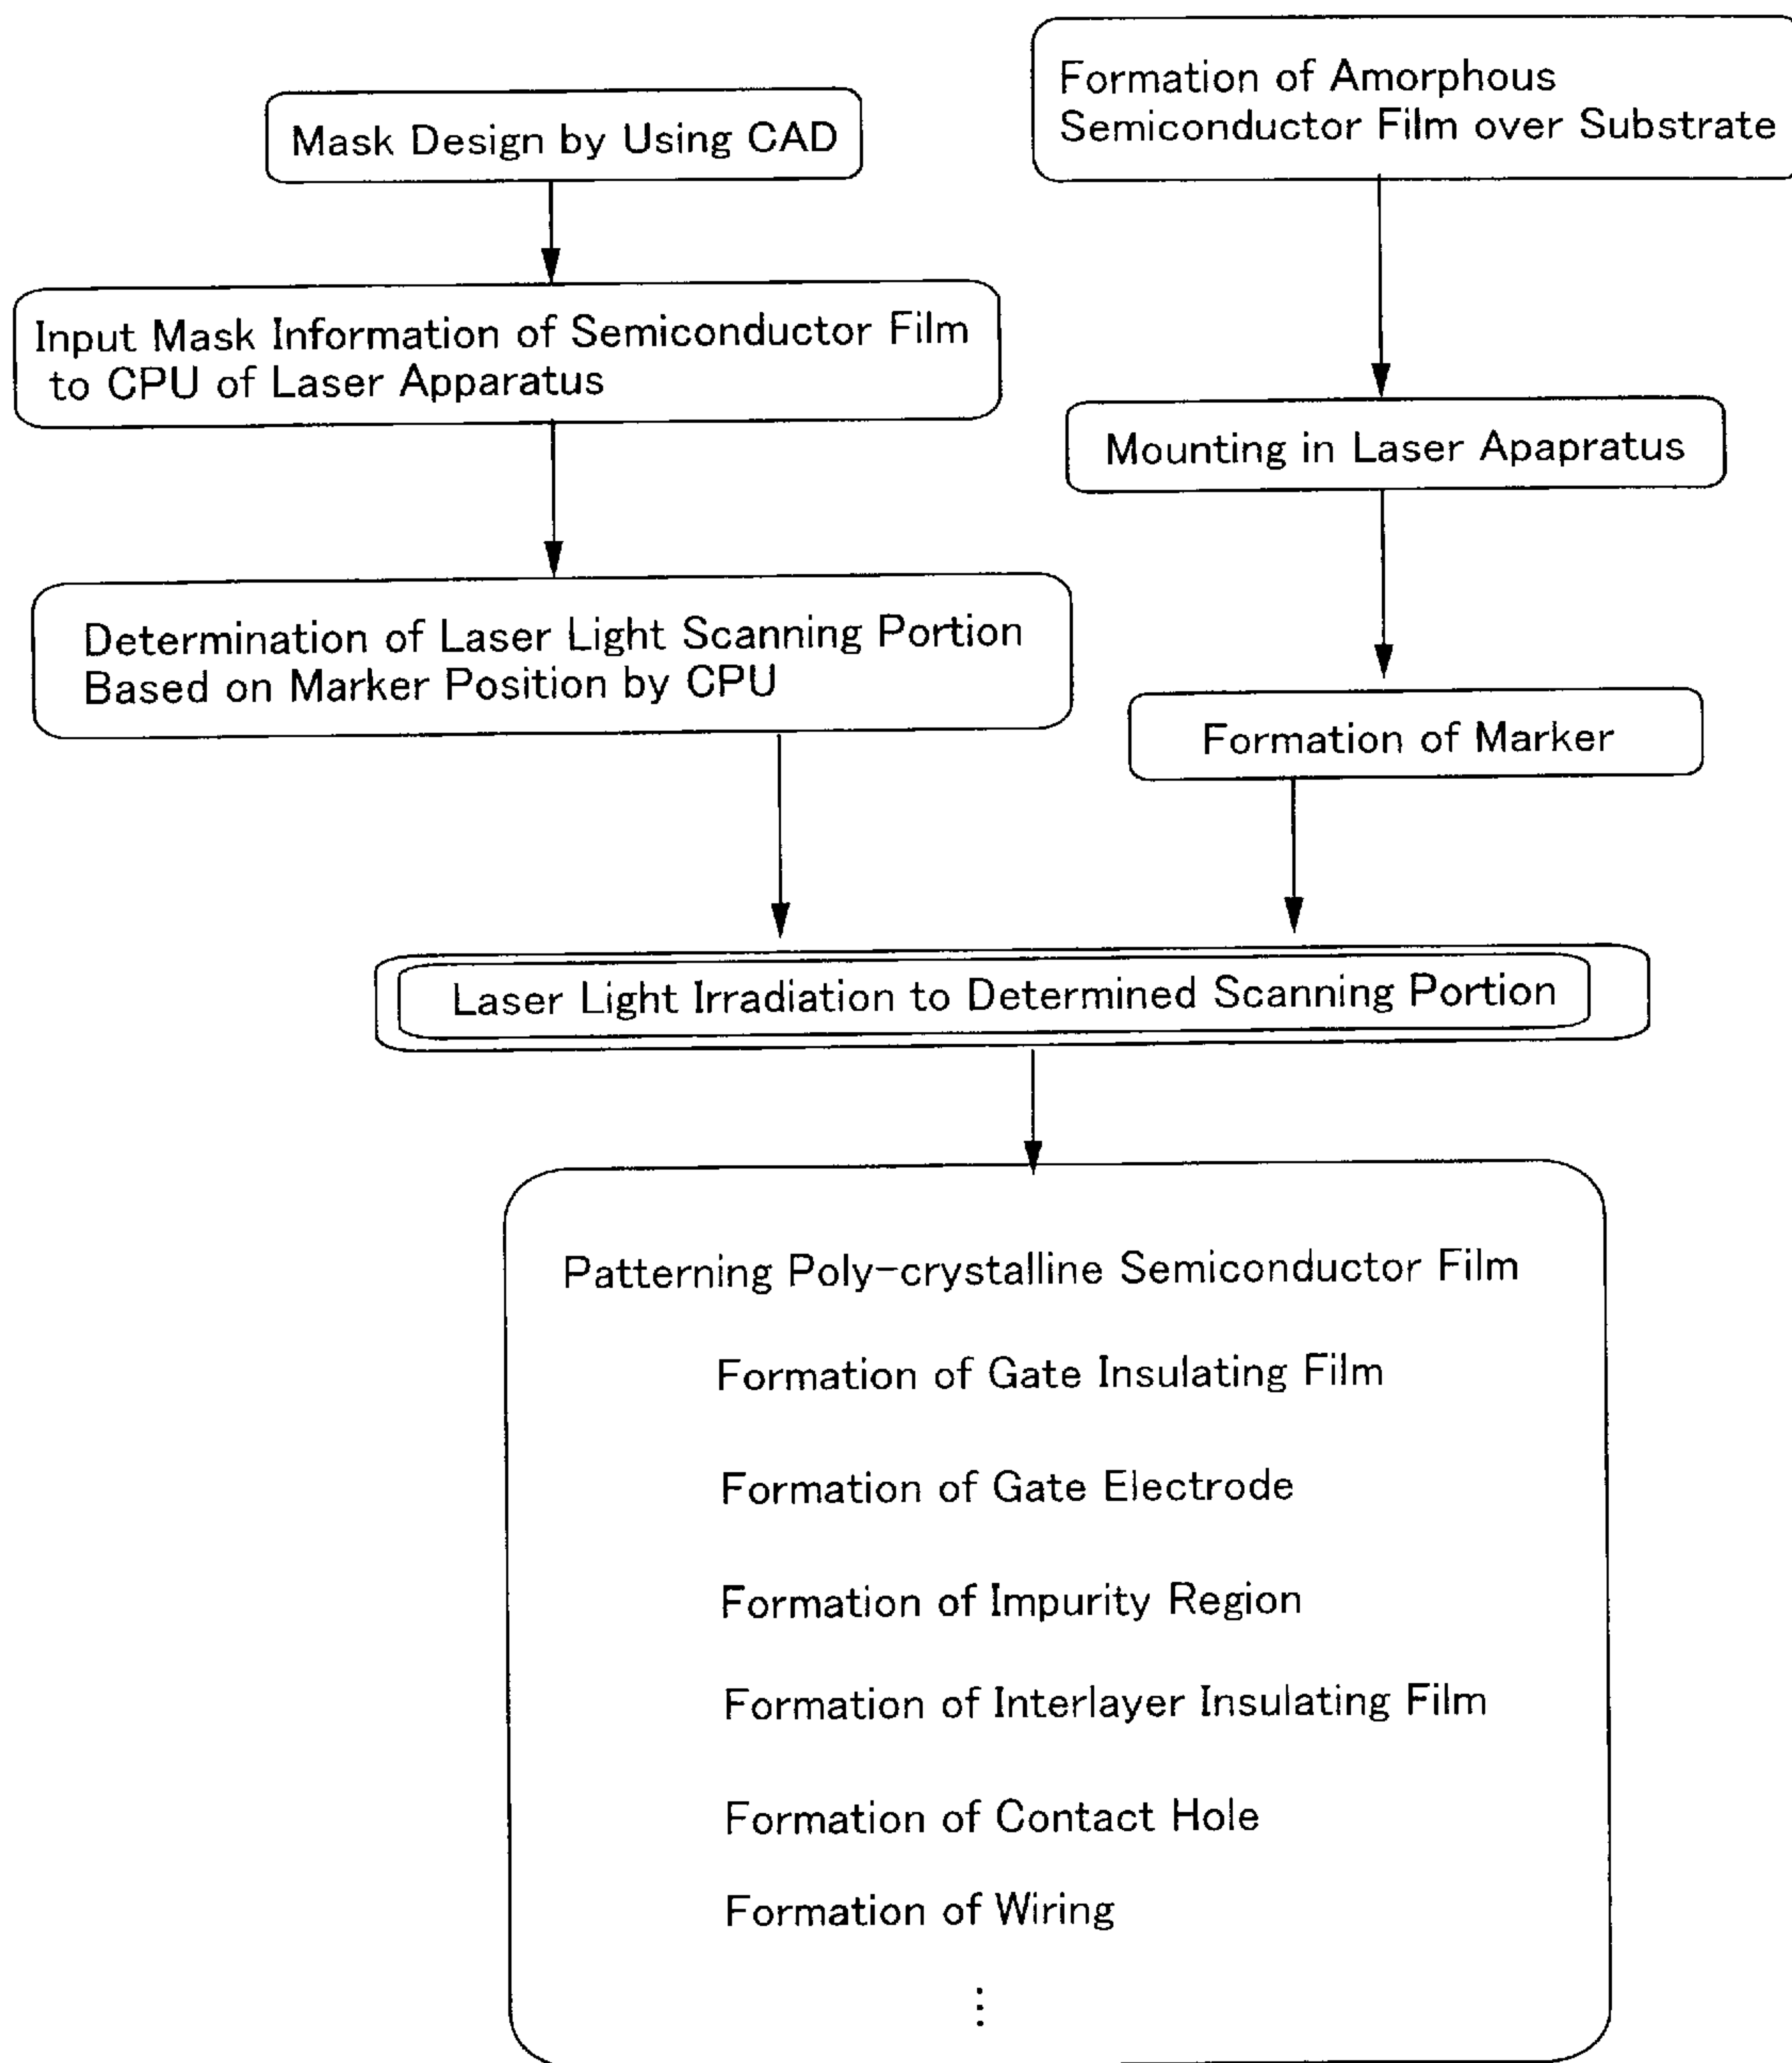 Mask Design by Using CAD
Input Mask Information of Semiconductor Film
to CPU of Laser Apparatus
Determination of Laser Light Scanning Portion
Based on Marker Position by CPU
Formation of Amorphous
Semiconductor Film over Substrate
Mounting in Laser Apapratus
Formation of Marker
Laser Light Irradiation to Determined Scanning Portion
Patterning Poly-crystalline Semiconductor Film
Formation of Gate Insulating Film
Formation of Gate Electrode
Formation of Impurity Region
Formation of Interlayer Insulating Film
Formation of Contact Hole
Formation of Wiring
⋮